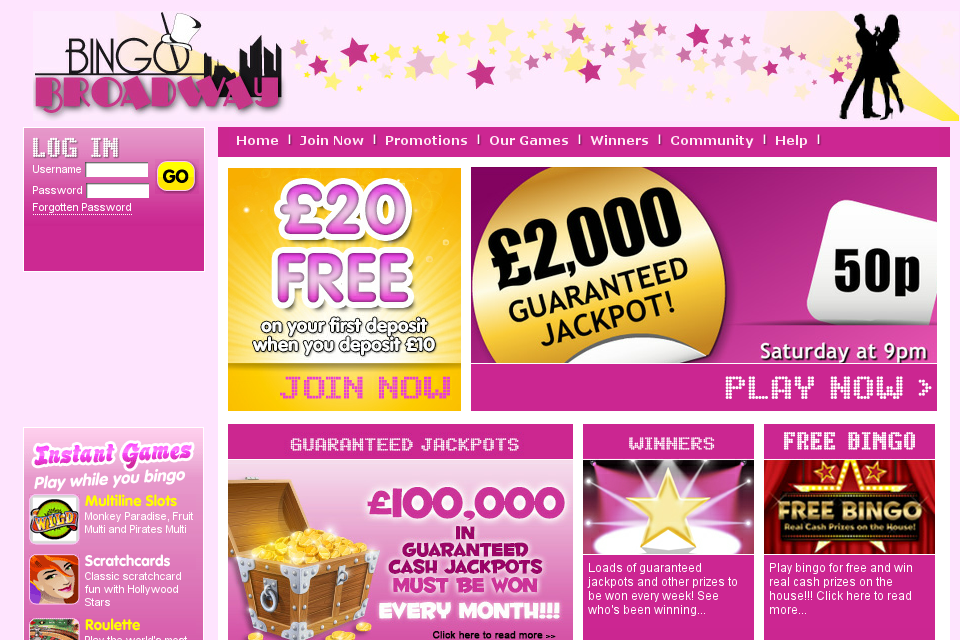 BINGO
BROADWAY
LOG IN
Username
GO
Password
Forgotten Password
Home | Join Now | Promotions | Our Games | Winners | Community | Help |
£20
FREE
on your first deposit
when you deposit £10
JOIN NOW
£2,000
GUARANTEED
JACKPOT!
50p
Saturday at 9pm
PLAY NOW >
Instant Games
Play while you bingo
WILD
Multiline Slots
Monkey Paradise, Fruit
Multi and Pirates Multi
Scratchcards
Classic scratchcard
fun with Hollywood
Stars
Roulette
Play the world's most
GUARANTEED JACKPOTS
£100,000
IN
GUARANTEED
CASH JACKPOTS
MUST BE WON
EVERY MONTH!!!
Click here to read more >>
WINNERS
Loads of guaranteed
jackpots and other prizes to
be won every week! See
who's been winning...
FREE BINGO
FREE BINGO
Real Cash Prizes on the House!
Play bingo for free and win
real cash prizes on the
house!!! Click here to read
more...